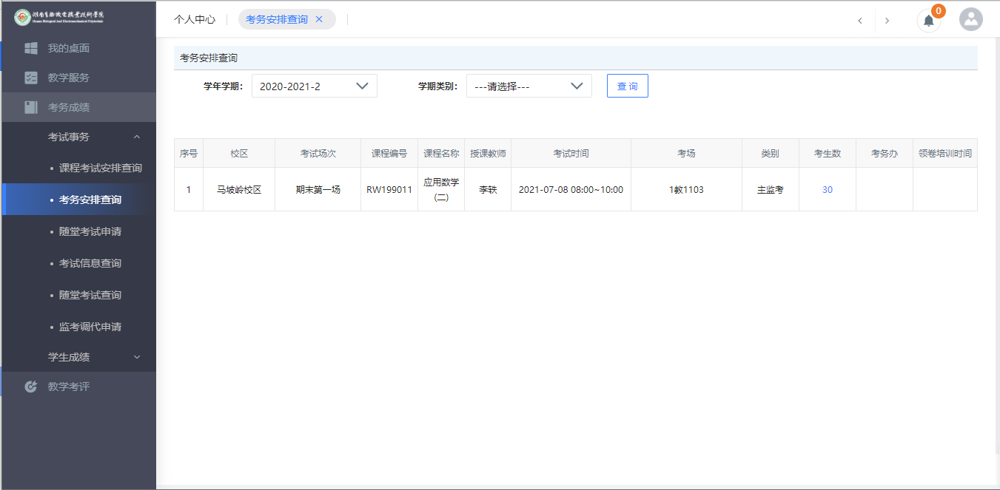 湖南生物机电职业技术学院
Hunan Biological And Electromechanical Polytechnic
个人中心
考务安排查询 ×
0
我的桌面
教学服务
考务成绩
考试事务
• 课程考试安排查询
• 考务安排查询
• 随堂考试申请
• 考试信息查询
• 随堂考试查询
• 监考调代申请
学生成绩
教学考评
考务安排查询
学年学期： 2020-2021-2 学期类别： ---请选择--- 查 询
序号 校区 考试场次 课程编号 课程名称 授课教师 考试时间 考场 类别 考生数 考务办 领卷培训时间
1 马坡岭校区 期末第一场 RW199011 应用数学 李轶 2021-07-08 08:00~10:00 1教1103 主监考 30
(二)